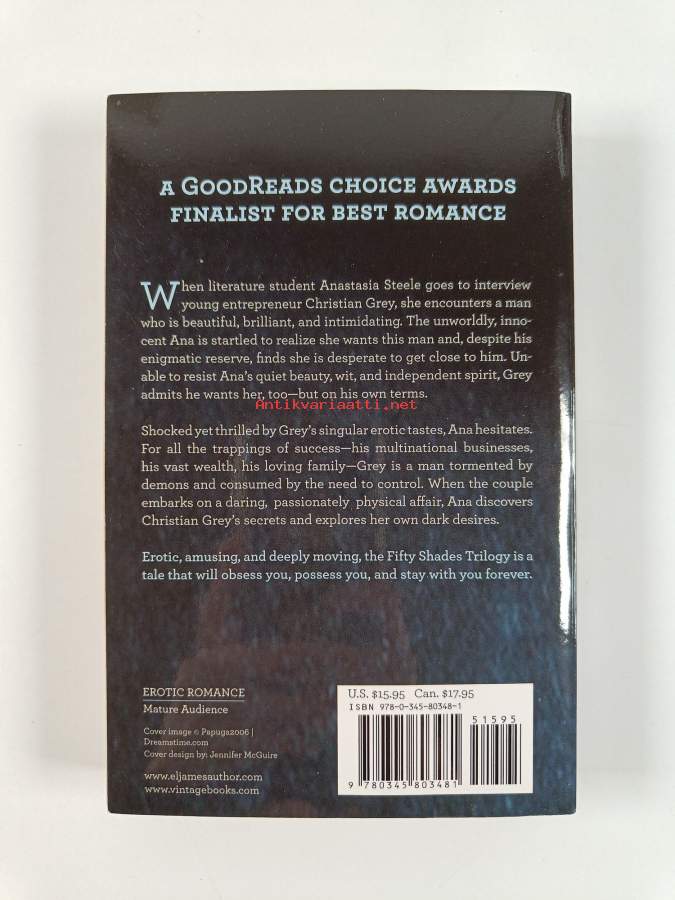 A GOODREADS CHOICE AWARDS
FINALIST FOR BEST ROMANCE
When literature student Anastasia Steele goes to interview
young entrepreneur Christian Grey, she encounters a man
who is beautiful, brilliant, and intimidating. The unworldly, inno-
cent Ana is startled to realize she wants this man and, despite his
enigmatic reserve, finds she is desperate to get close to him. Un-
able to resist Ana's quiet beauty, wit, and independent spirit, Grey
admits he wants her, too—but on his own terms.
Antikvariaatti.net
Shocked yet thrilled by Grey's singular erotic tastes, Ana hesitates.
For all the trappings of success—his multinational businesses,
his vast wealth, his loving family—Grey is a man tormented by
demons and consumed by the need to control. When the couple
embarks on a daring, passionately physical affair, Ana discovers
Christian Grey's secrets and explores her own dark desires.
Erotic, amusing, and deeply moving, the Fifty Shades Trilogy is a
tale that will obsess you, possess you, and stay with you forever.
EROTIC ROMANCE
Mature Audience
Cover image © Papuga2006 |
Dreamstime.com
Cover design by: Jennifer McGuire
www.eljamesauthor.com
www.vintagebooks.com
U.S. $15.95 Can. $17.95
ISBN 978-0-345-80348-1
51595
9 780345 803481